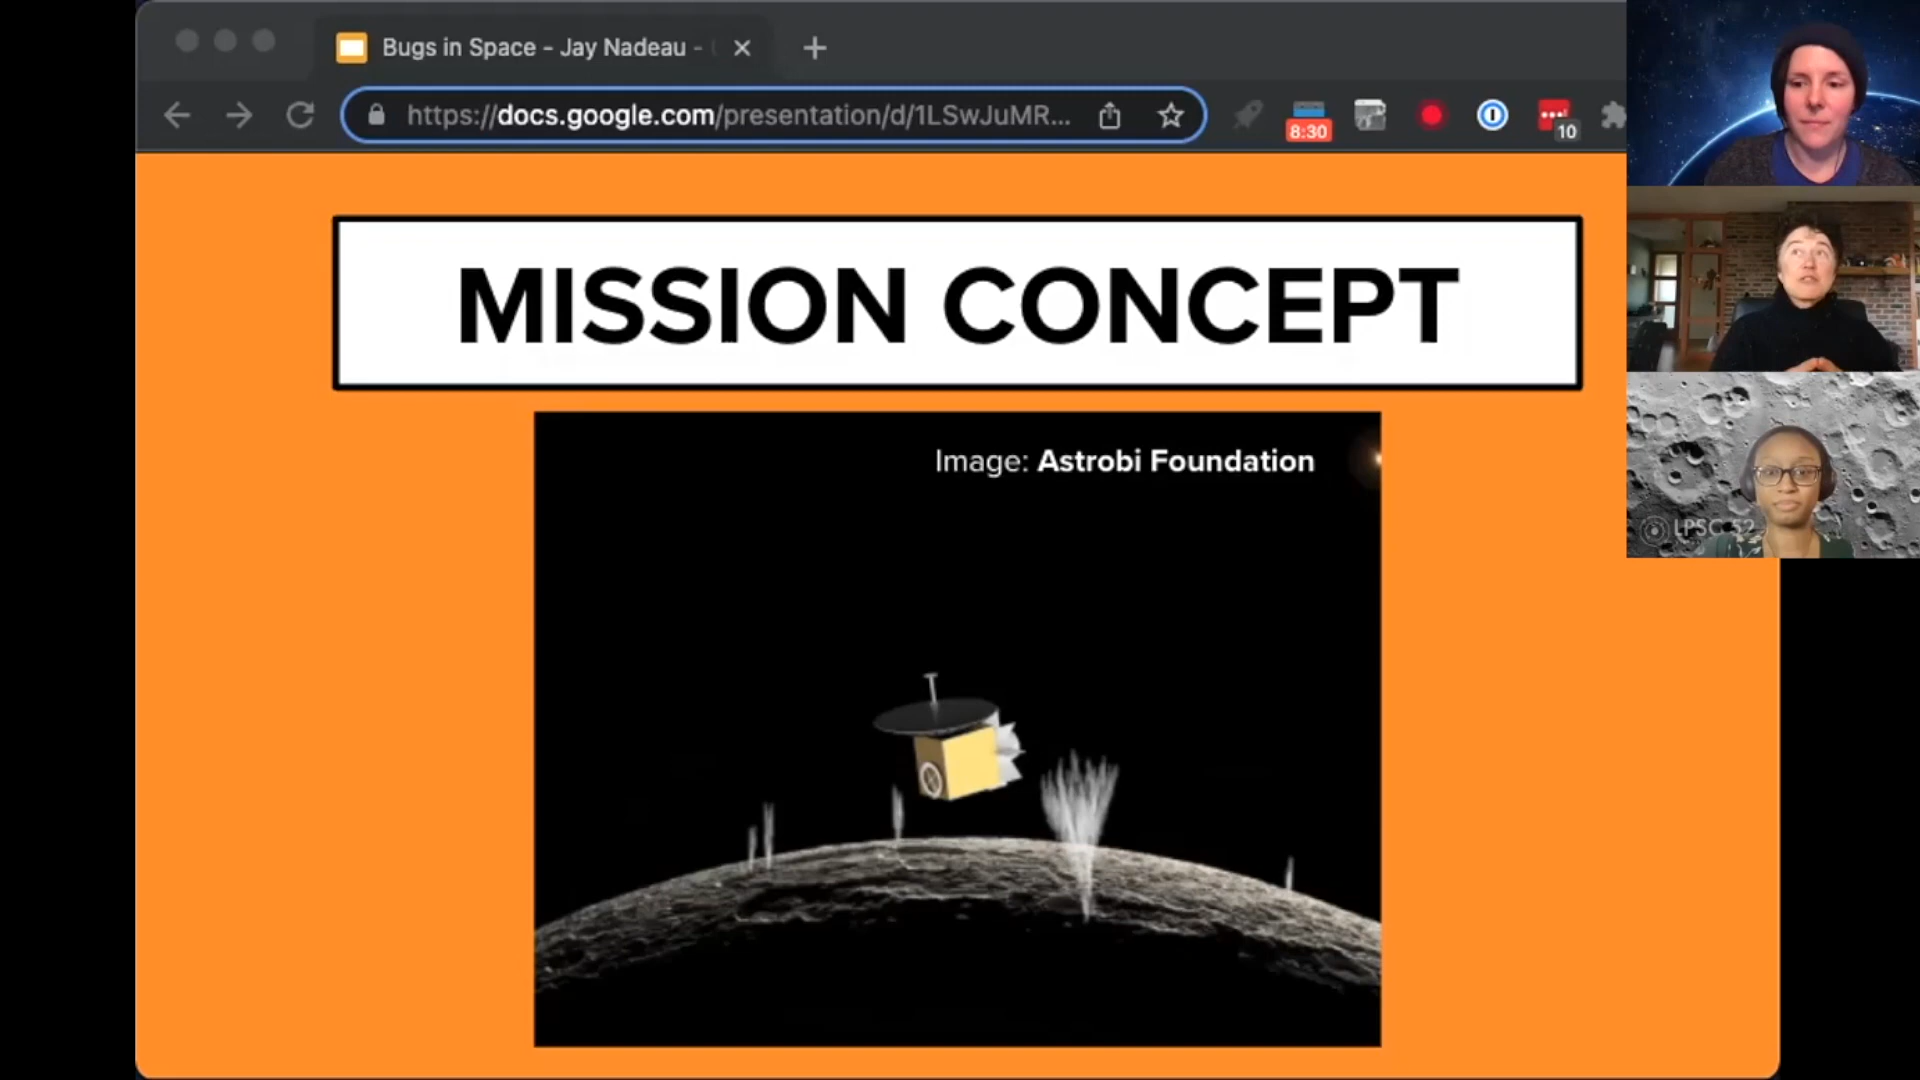 Bugs in Space - Jay Nadeau -
https://docs.google.com/presentation/d/1LSwJuMR...
8:30
10
MISSION CONCEPT
Image: Astrobi Foundation
LPSC 52